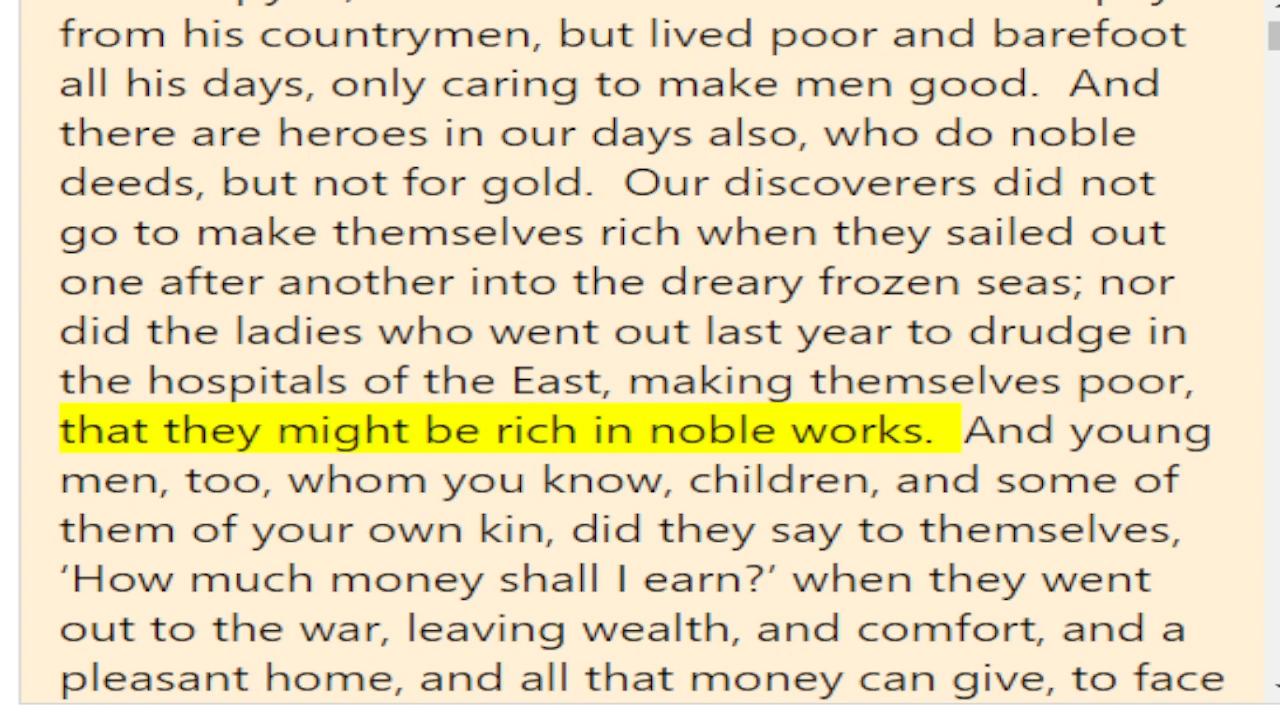 from his countrymen, but lived poor and barefoot
all his days, only caring to make men good.  And
there are heroes in our days also, who do noble
deeds, but not for gold.  Our discoverers did not
go to make themselves rich when they sailed out
one after another into the dreary frozen seas; nor
did the ladies who went out last year to drudge in
the hospitals of the East, making themselves poor,
that they might be rich in noble works.  And young
men, too, whom you know, children, and some of
them of your own kin, did they say to themselves,
‘How much money shall I earn?’ when they went
out to the war, leaving wealth, and comfort, and a
pleasant home, and all that money can give, to face